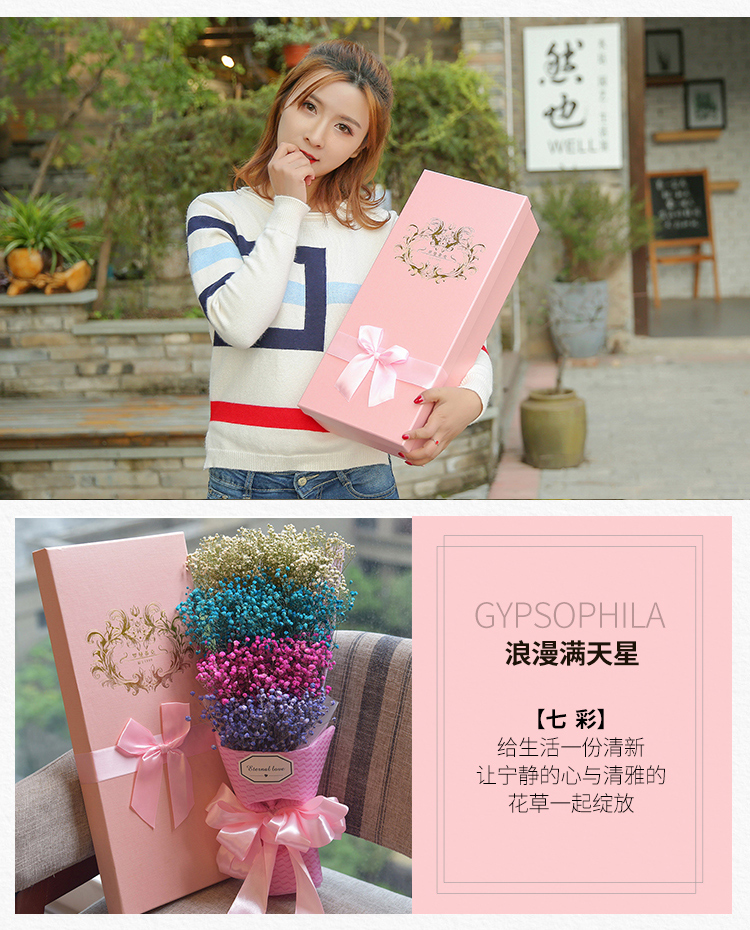 然也
WELL
GYPSOPHILA
浪漫满天星
【七 彩】
给生活一份清新
让宁静的心与清雅的
花草一起绽放
Eternal love